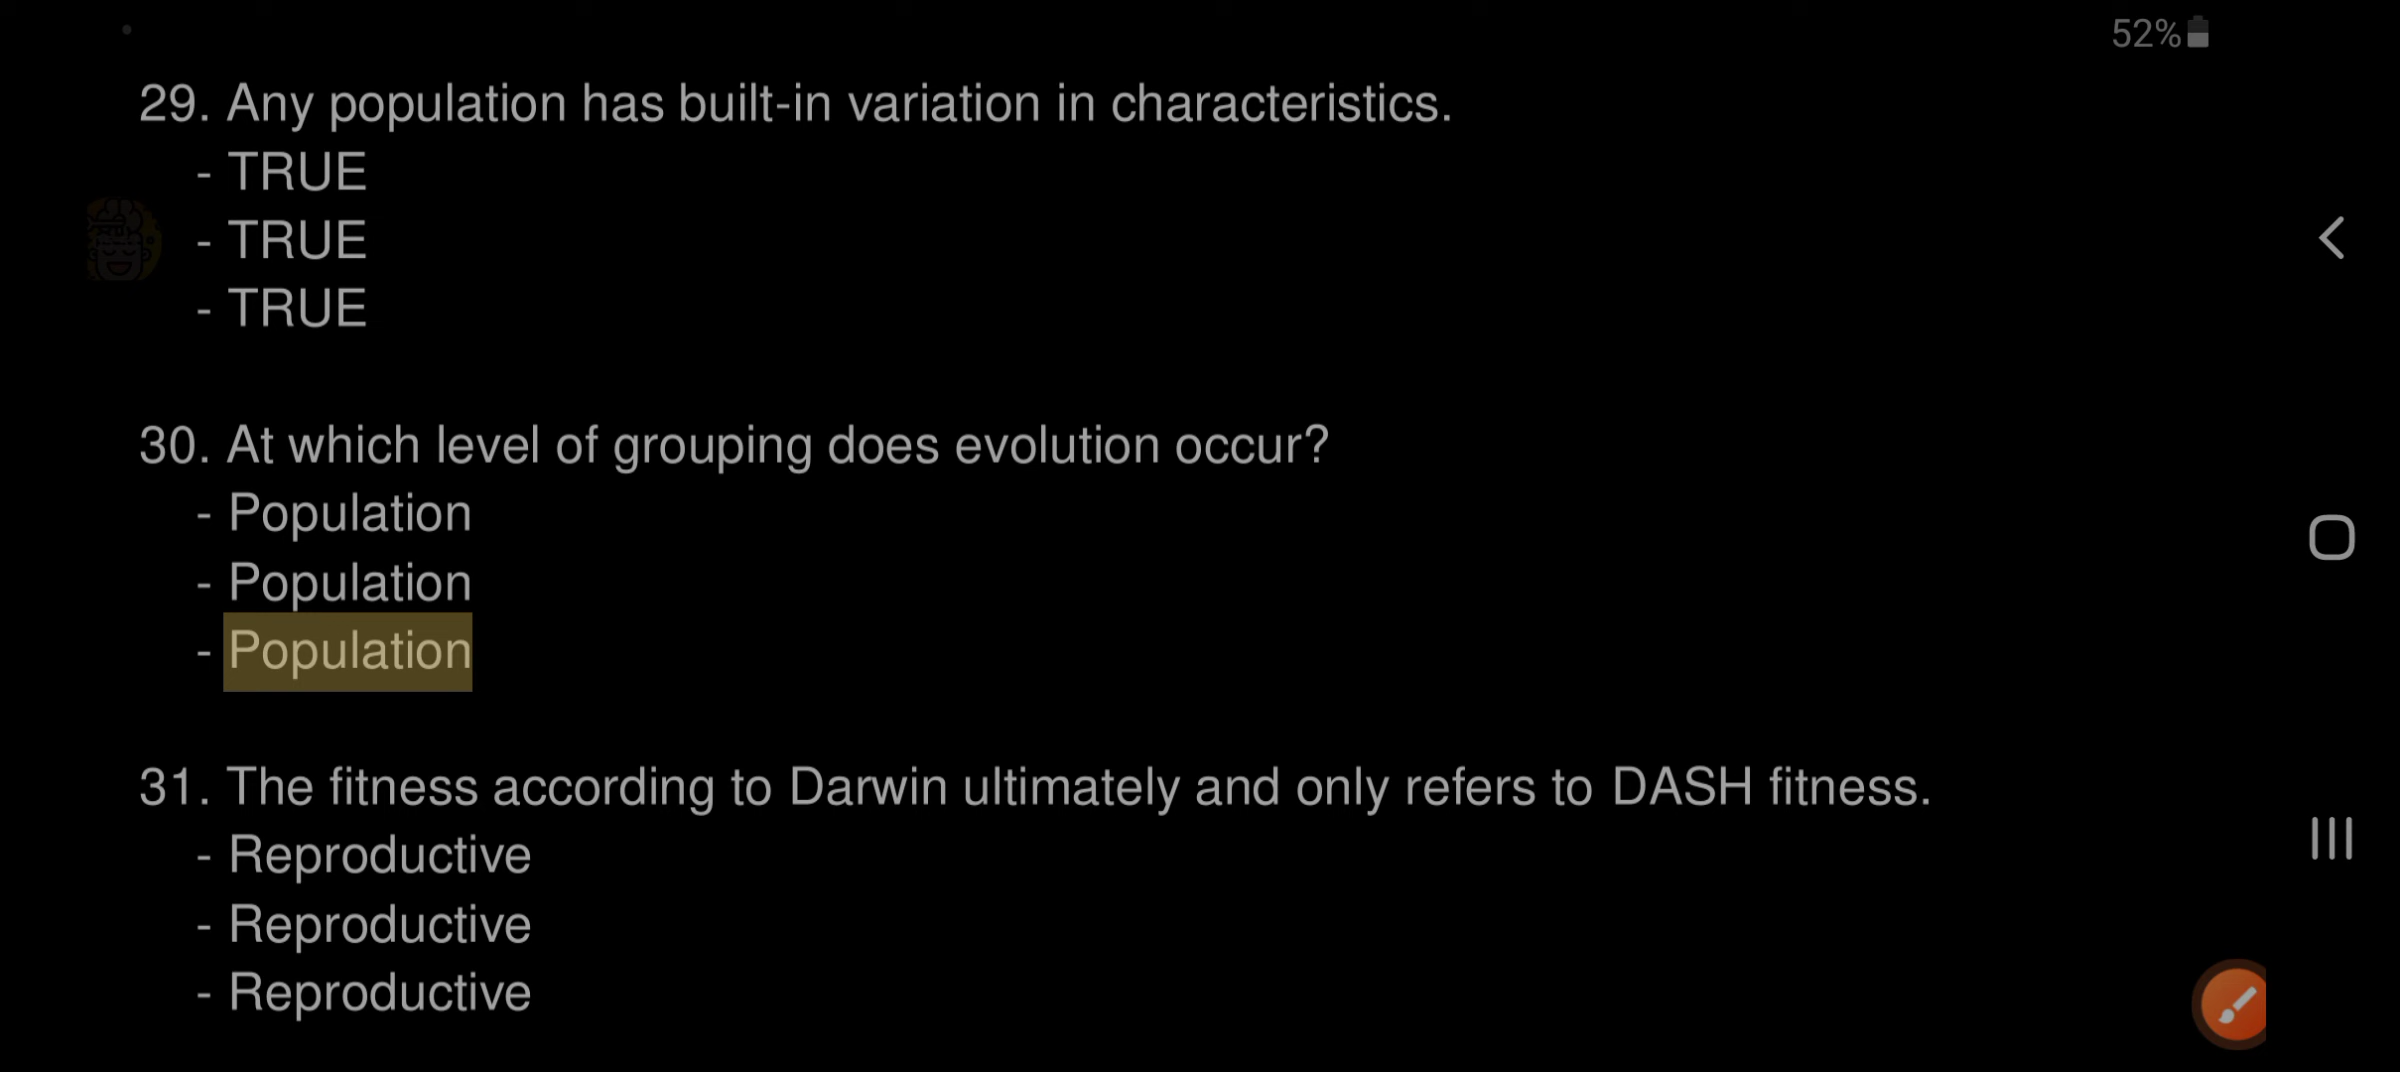 52%
29. Any population has built-in variation in characteristics.
- TRUE
- TRUE
- TRUE
30. At which level of grouping does evolution occur?
- Population
- Population
- Population
31. The fitness according to Darwin ultimately and only refers to DASH fitness.
- Reproductive
- Reproductive
- Reproductive